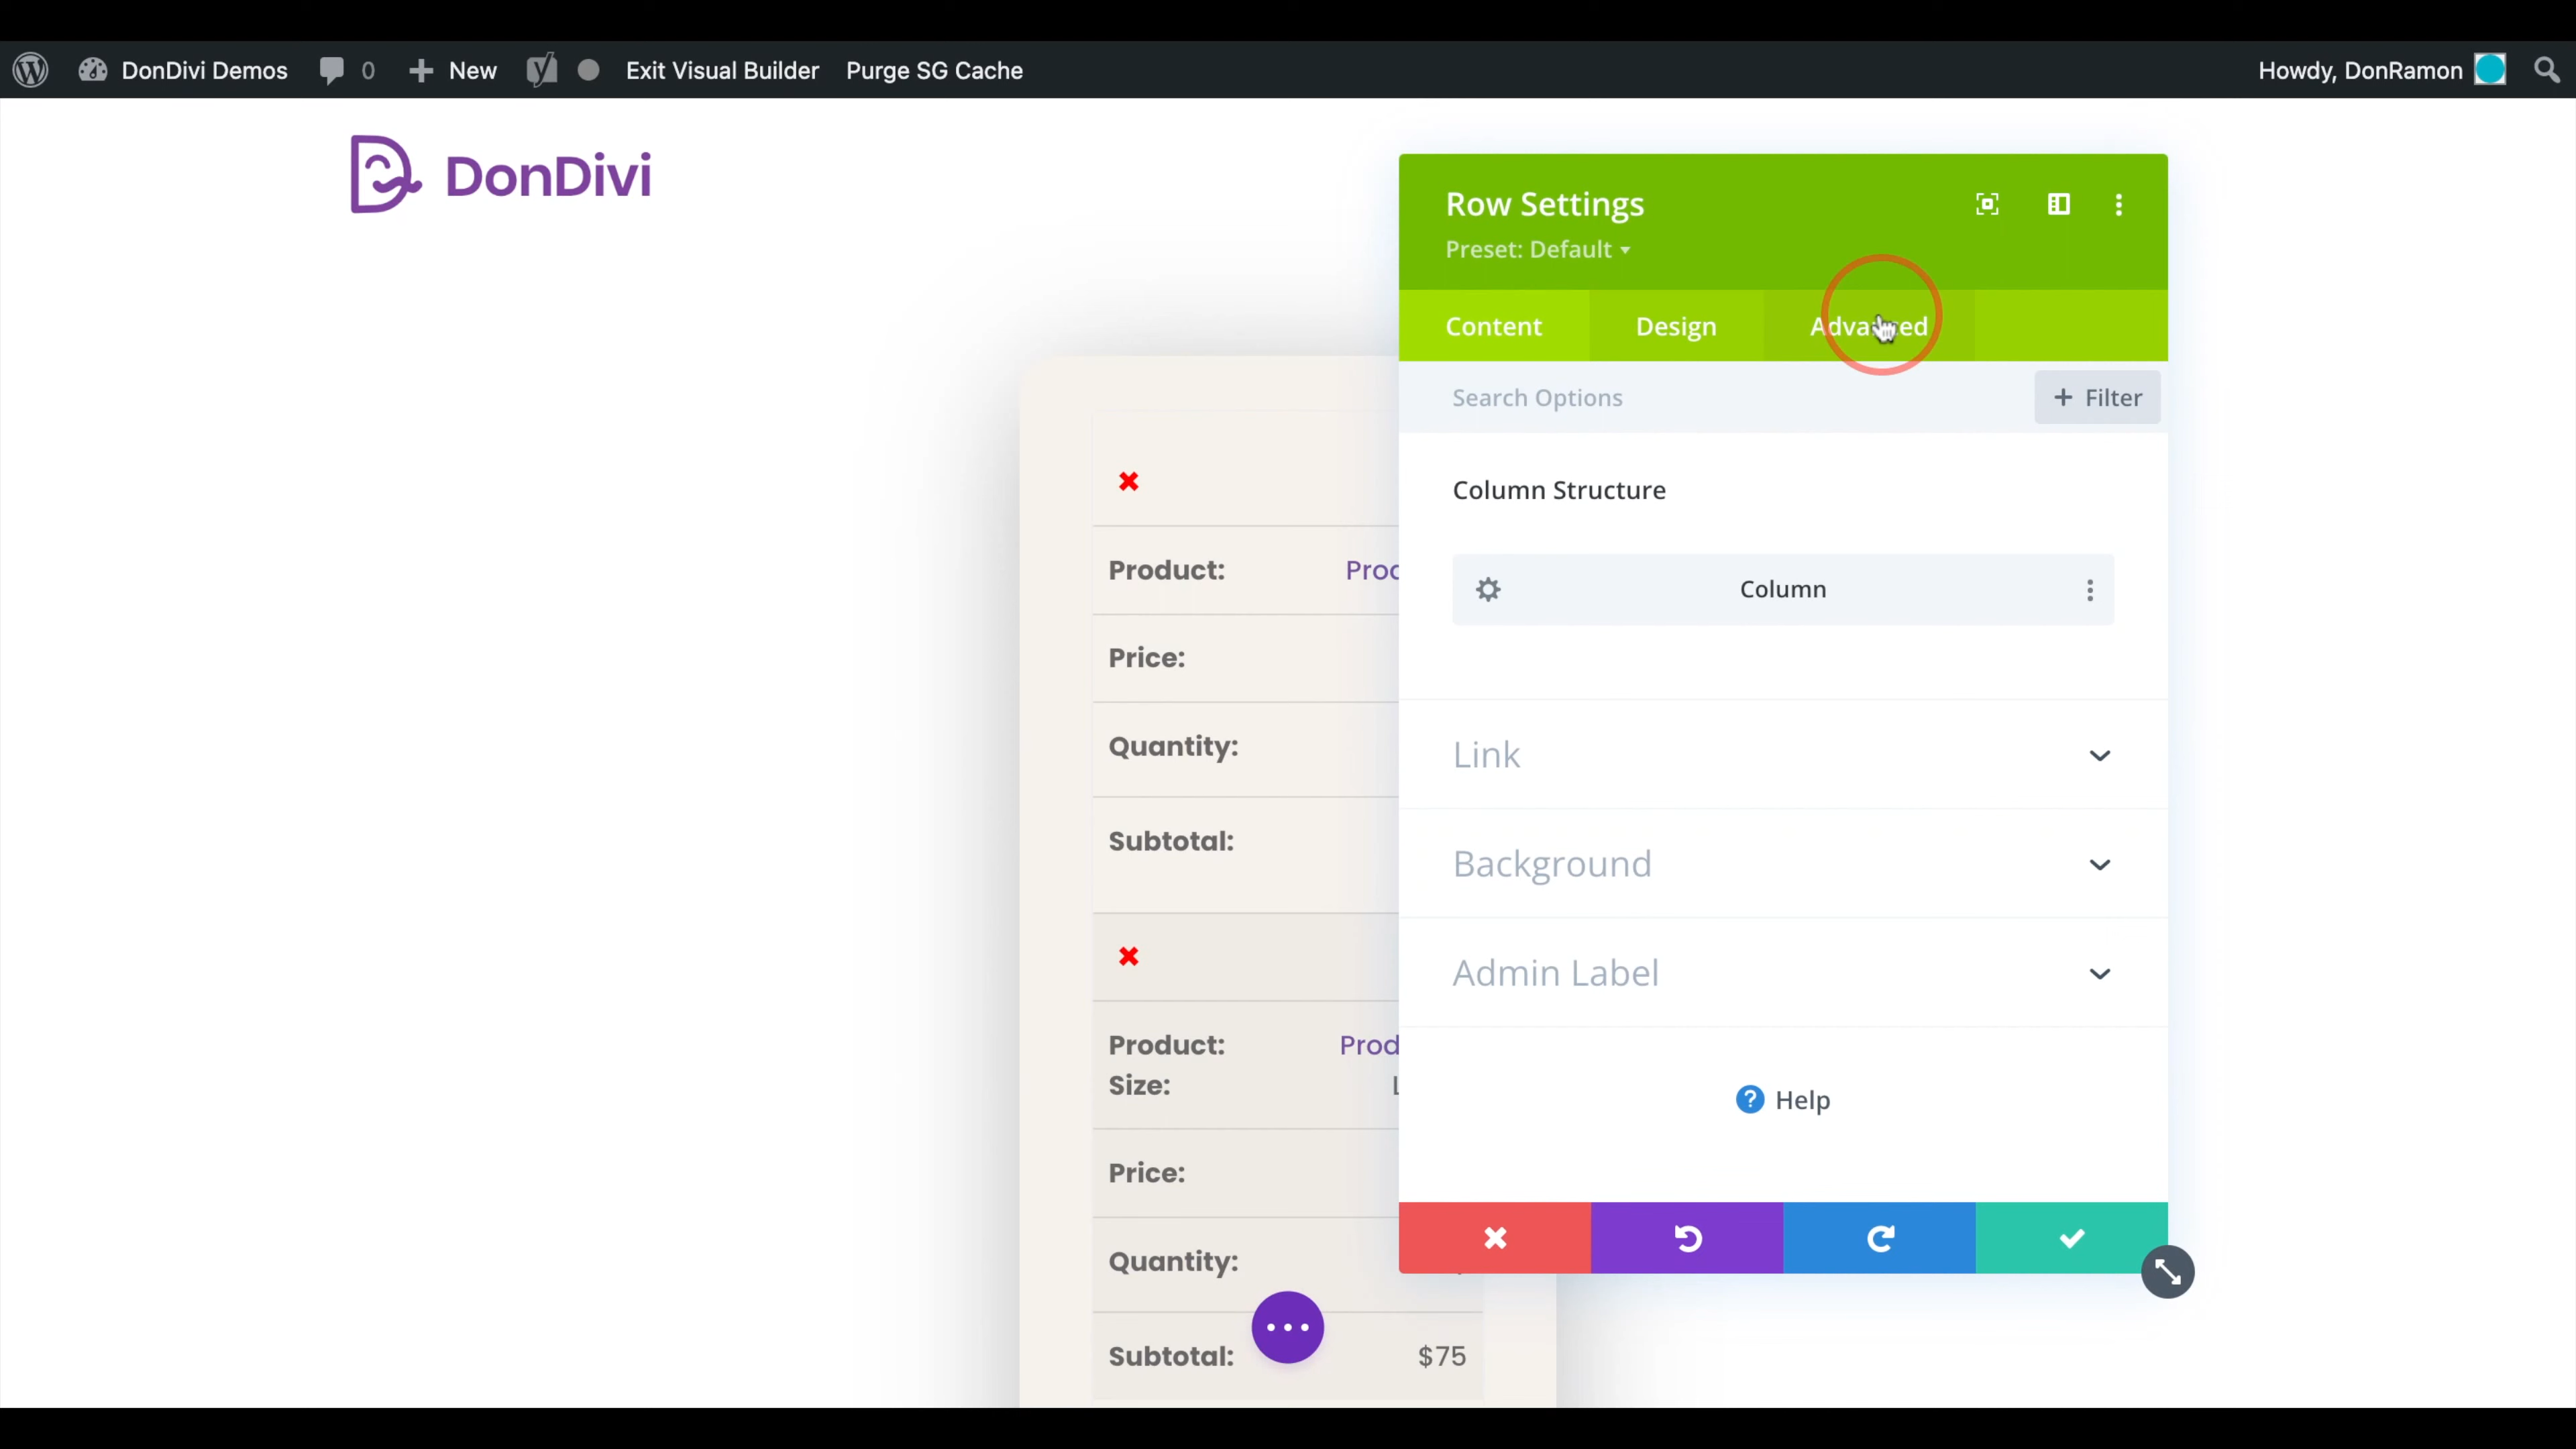 DonDivi Demos 0 New Exit Visual Builder Purge SG Cache Howdy, DonRamon
DonDivi
Row Settings
Preset: Default
Content Design Advanced
Search Options + Filter
Column Structure
Column
Link
Background
Admin Label
? Help
Product: Prod
Price:
Quantity:
Subtotal:
Product: Prod
Size: L
Price:
Quantity:
Subtotal: $75